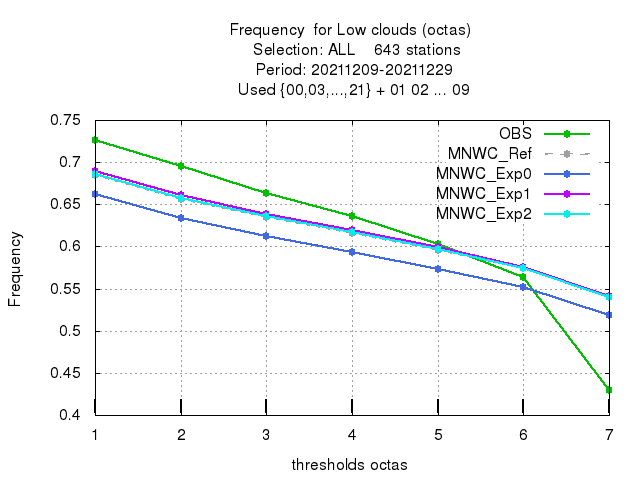 Frequency  for Low clouds (octas)
Selection: ALL    643 stations
Period: 20211209-20211229
Used {00,03,...,21} + 01 02 ... 09
0.75
0.7
0.65
0.6
0.55
0.5
0.45
0.4
Frequency
OBS
MNWC_Ref
MNWC_Exp0
MNWC_Exp1
MNWC_Exp2
1 2 3 4 5 6 7
thresholds octas